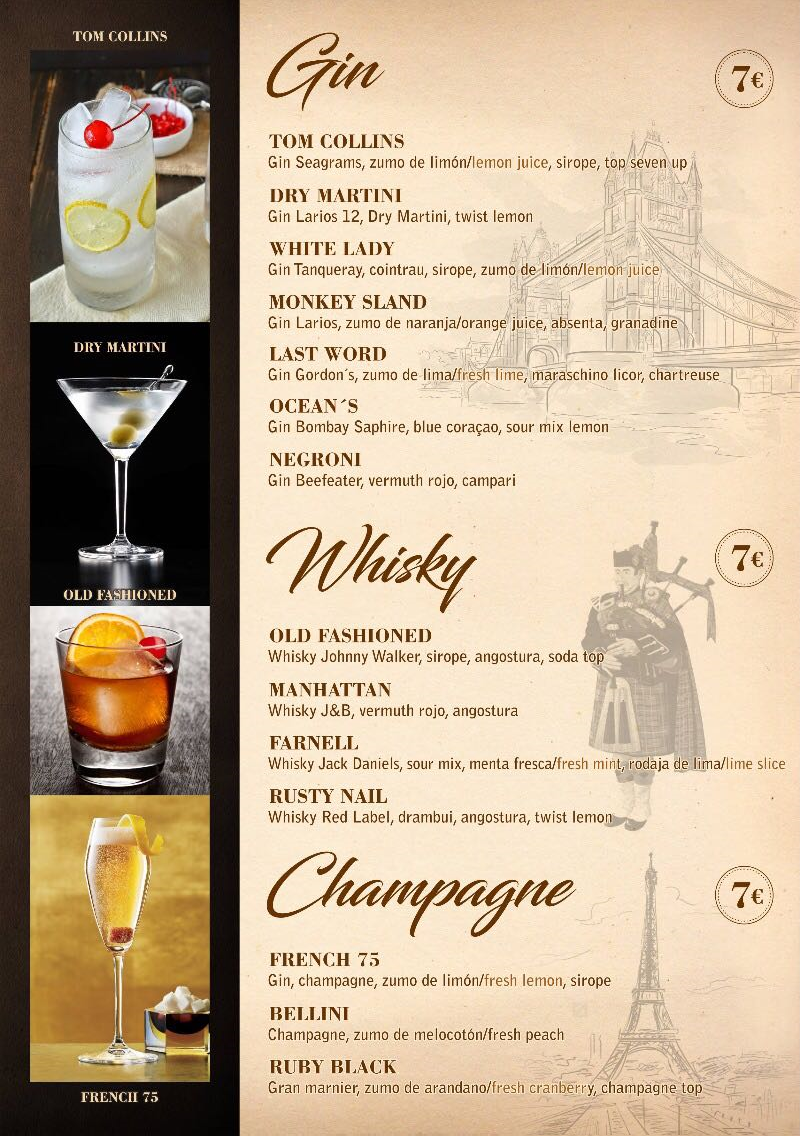 TOM COLLINS
DRY MARTINI
OLD FASHIONED
FRENCH 75
Gin
7€
TOM COLLINS
Gin Seagrams, zumo de limón/lemon juice, sirope, top seven up
DRY MARTINI
Gin Larios 12, Dry Martini, twist lemon
WHITE LADY
Gin Tanqueray, cointrau, sirope, zumo de limón/lemon juice
MONKEY SLAND
Gin Larios, zumo de naranja/orange juice, absenta, granadine
LAST WORD
Gin Gordon´s, zumo de lima/fresh lime, maraschino licor, chartreuse
OCEAN´S
Gin Bombay Saphire, blue coraçao, sour mix lemon
NEGRONI
Gin Beefeater, vermuth rojo, campari
Whisky
7€
OLD FASHIONED
Whisky Johnny Walker, sirope, angostura, soda top
MANHATTAN
Whisky J&B, vermuth rojo, angostura
FARNELL
Whisky Jack Daniels, sour mix, menta fresca/fresh mint, rodaja de lima/lime slice
RUSTY NAIL
Whisky Red Label, drambui, angostura, twist lemon
Champagne
7€
FRENCH 75
Gin, champagne, zumo de limón/fresh lemon, sirope
BELLINI
Champagne, zumo de melocotón/fresh peach
RUBY BLACK
Gran marnier, zumo de arandano/fresh cranberry, champagne top